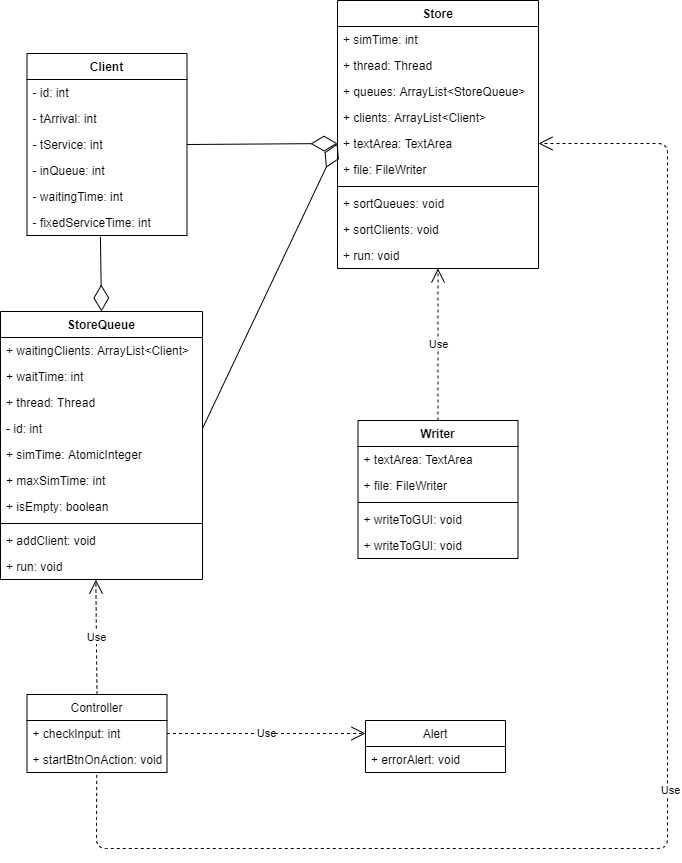 Store
+ simTime: int
+ thread: Thread
+ queues: ArrayList<StoreQueue>
+ clients: ArrayList<Client>
+ textArea: TextArea
+ file: FileWriter
+ sortQueues: void
+ sortClients: void
+ run: void
Client
- id: int
- tArrival: int
- tService: int
- inQueue: int
- waitingTime: int
- fixedServiceTime: int
StoreQueue
+ waitingClients: ArrayList<Client>
+ waitTime: int
+ thread: Thread
- id: int
+ simTime: AtomicInteger
+ maxSimTime: int
+ isEmpty: boolean
+ addClient: void
+ run: void
Use
Writer
+ textArea: TextArea
+ file: FileWriter
+ writeToGUI: void
+ writeToGUI: void
Use
Controller
+ checkInput: int
+ startBtnOnAction: void
Use
Alert
+ errorAlert: void
Use